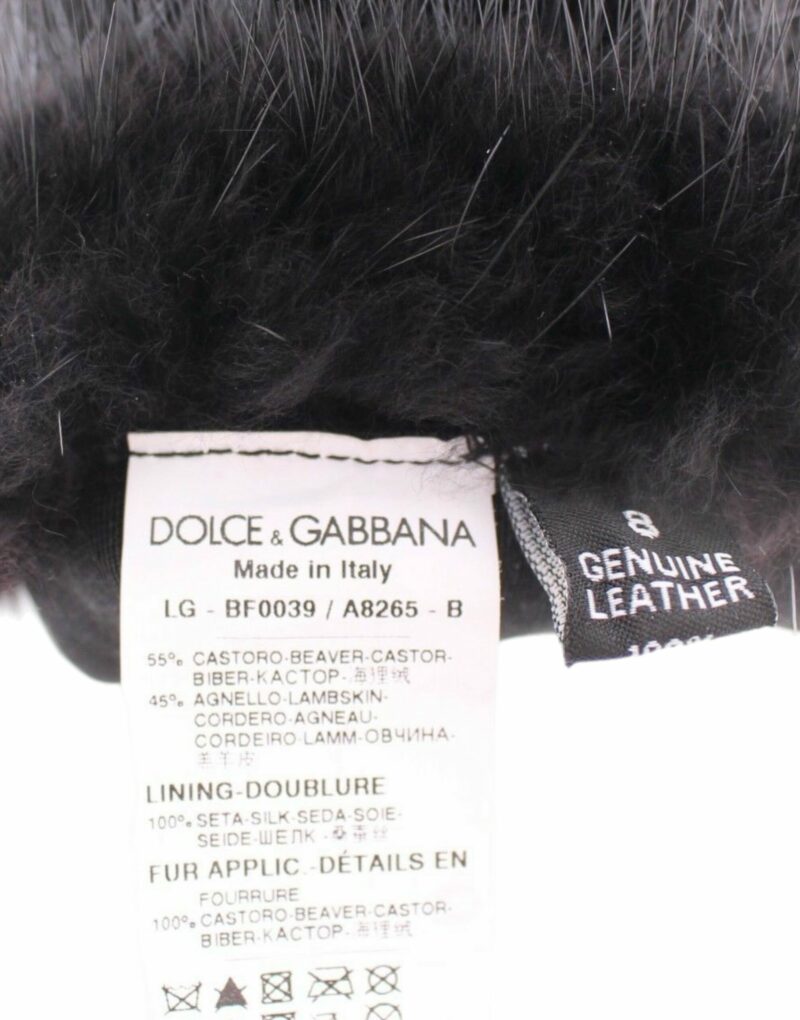 DOLCE & GABBANA
Made in Italy
LG - BF0039 / A8265 - B
55% CASTORO-BEAVER-CASTOR-
BIBER-KACTOP-海狸绒
45% AGNELLO-LAMBSKIN-
CORDERO-AGNEAU-
CORDEIRO-LAMM-ОВЧИНА-
羔羊皮
LINING-DOUBLURE
100% SETA-SILK-SEDA-SOIE-
SEIDE-ШЕЛК -桑蚕丝
FUR APPLIC.-DÉTAILS EN
FOURRURE
100% CASTORO-BEAVER-CASTOR-
BIBER-КАСТОР-海狸绒
8
GENUINE
LEATHER